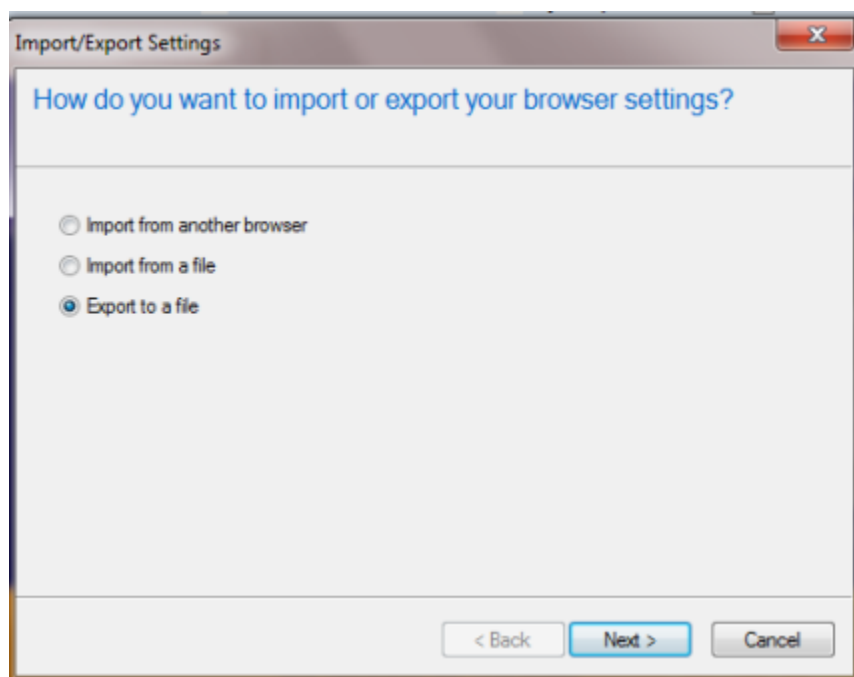 Import/Export Settings
How do you want to import or export your browser settings?
Import from another browser
Import from a file
Export to a file
< Back Next > Cancel